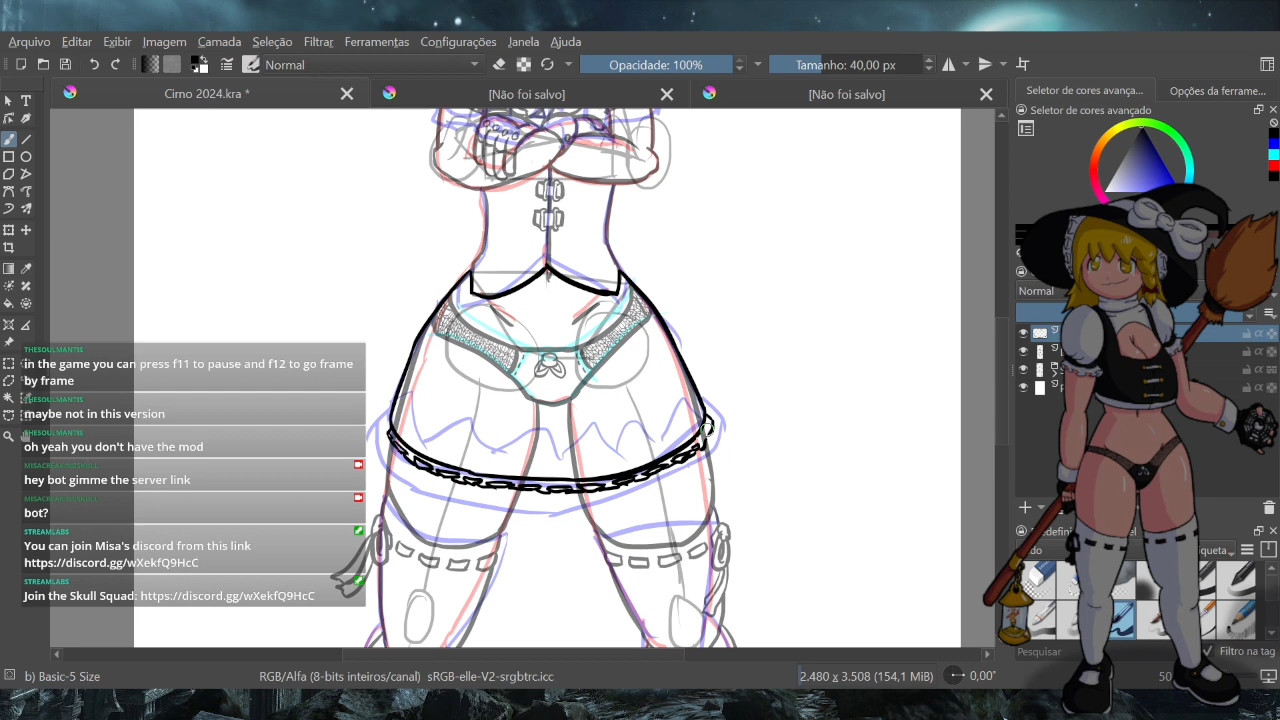 Arquivo Editar Exibir Imagem Camada Seleção Filtrar Ferramentas Configurações Janela Ajuda
Normal Opacidade: 100% Tamanho: 40,00 px
Cirno 2024.kra * [Não foi salvo] [Não foi salvo]
Seletor de cores avança... Opções da ferrame...
Seletor de cores avançado
Normal
THESOULMANTIS
in the game you can press f11 to pause and f12 to go frame
by frame
THESOULMANTIS
maybe not in this version
THESOULMANTIS
oh yeah you don't have the mod
hey bot gimme the server link
bot?
STREAMLABS
You can join Misa's discord from this link
https://discord.gg/wXekfQ9HcC
STREAMLABS
Join the Skull Squad: https://discord.gg/wXekfQ9HcC
Pesquisar Filtro na tag
b) Basic-5 Size RGB/Alfa (8-bits inteiros/canal) sRGB-elle-V2-srgbtrc.icc 2.480 x 3.508 (154,1 MiB) 0,00° 50